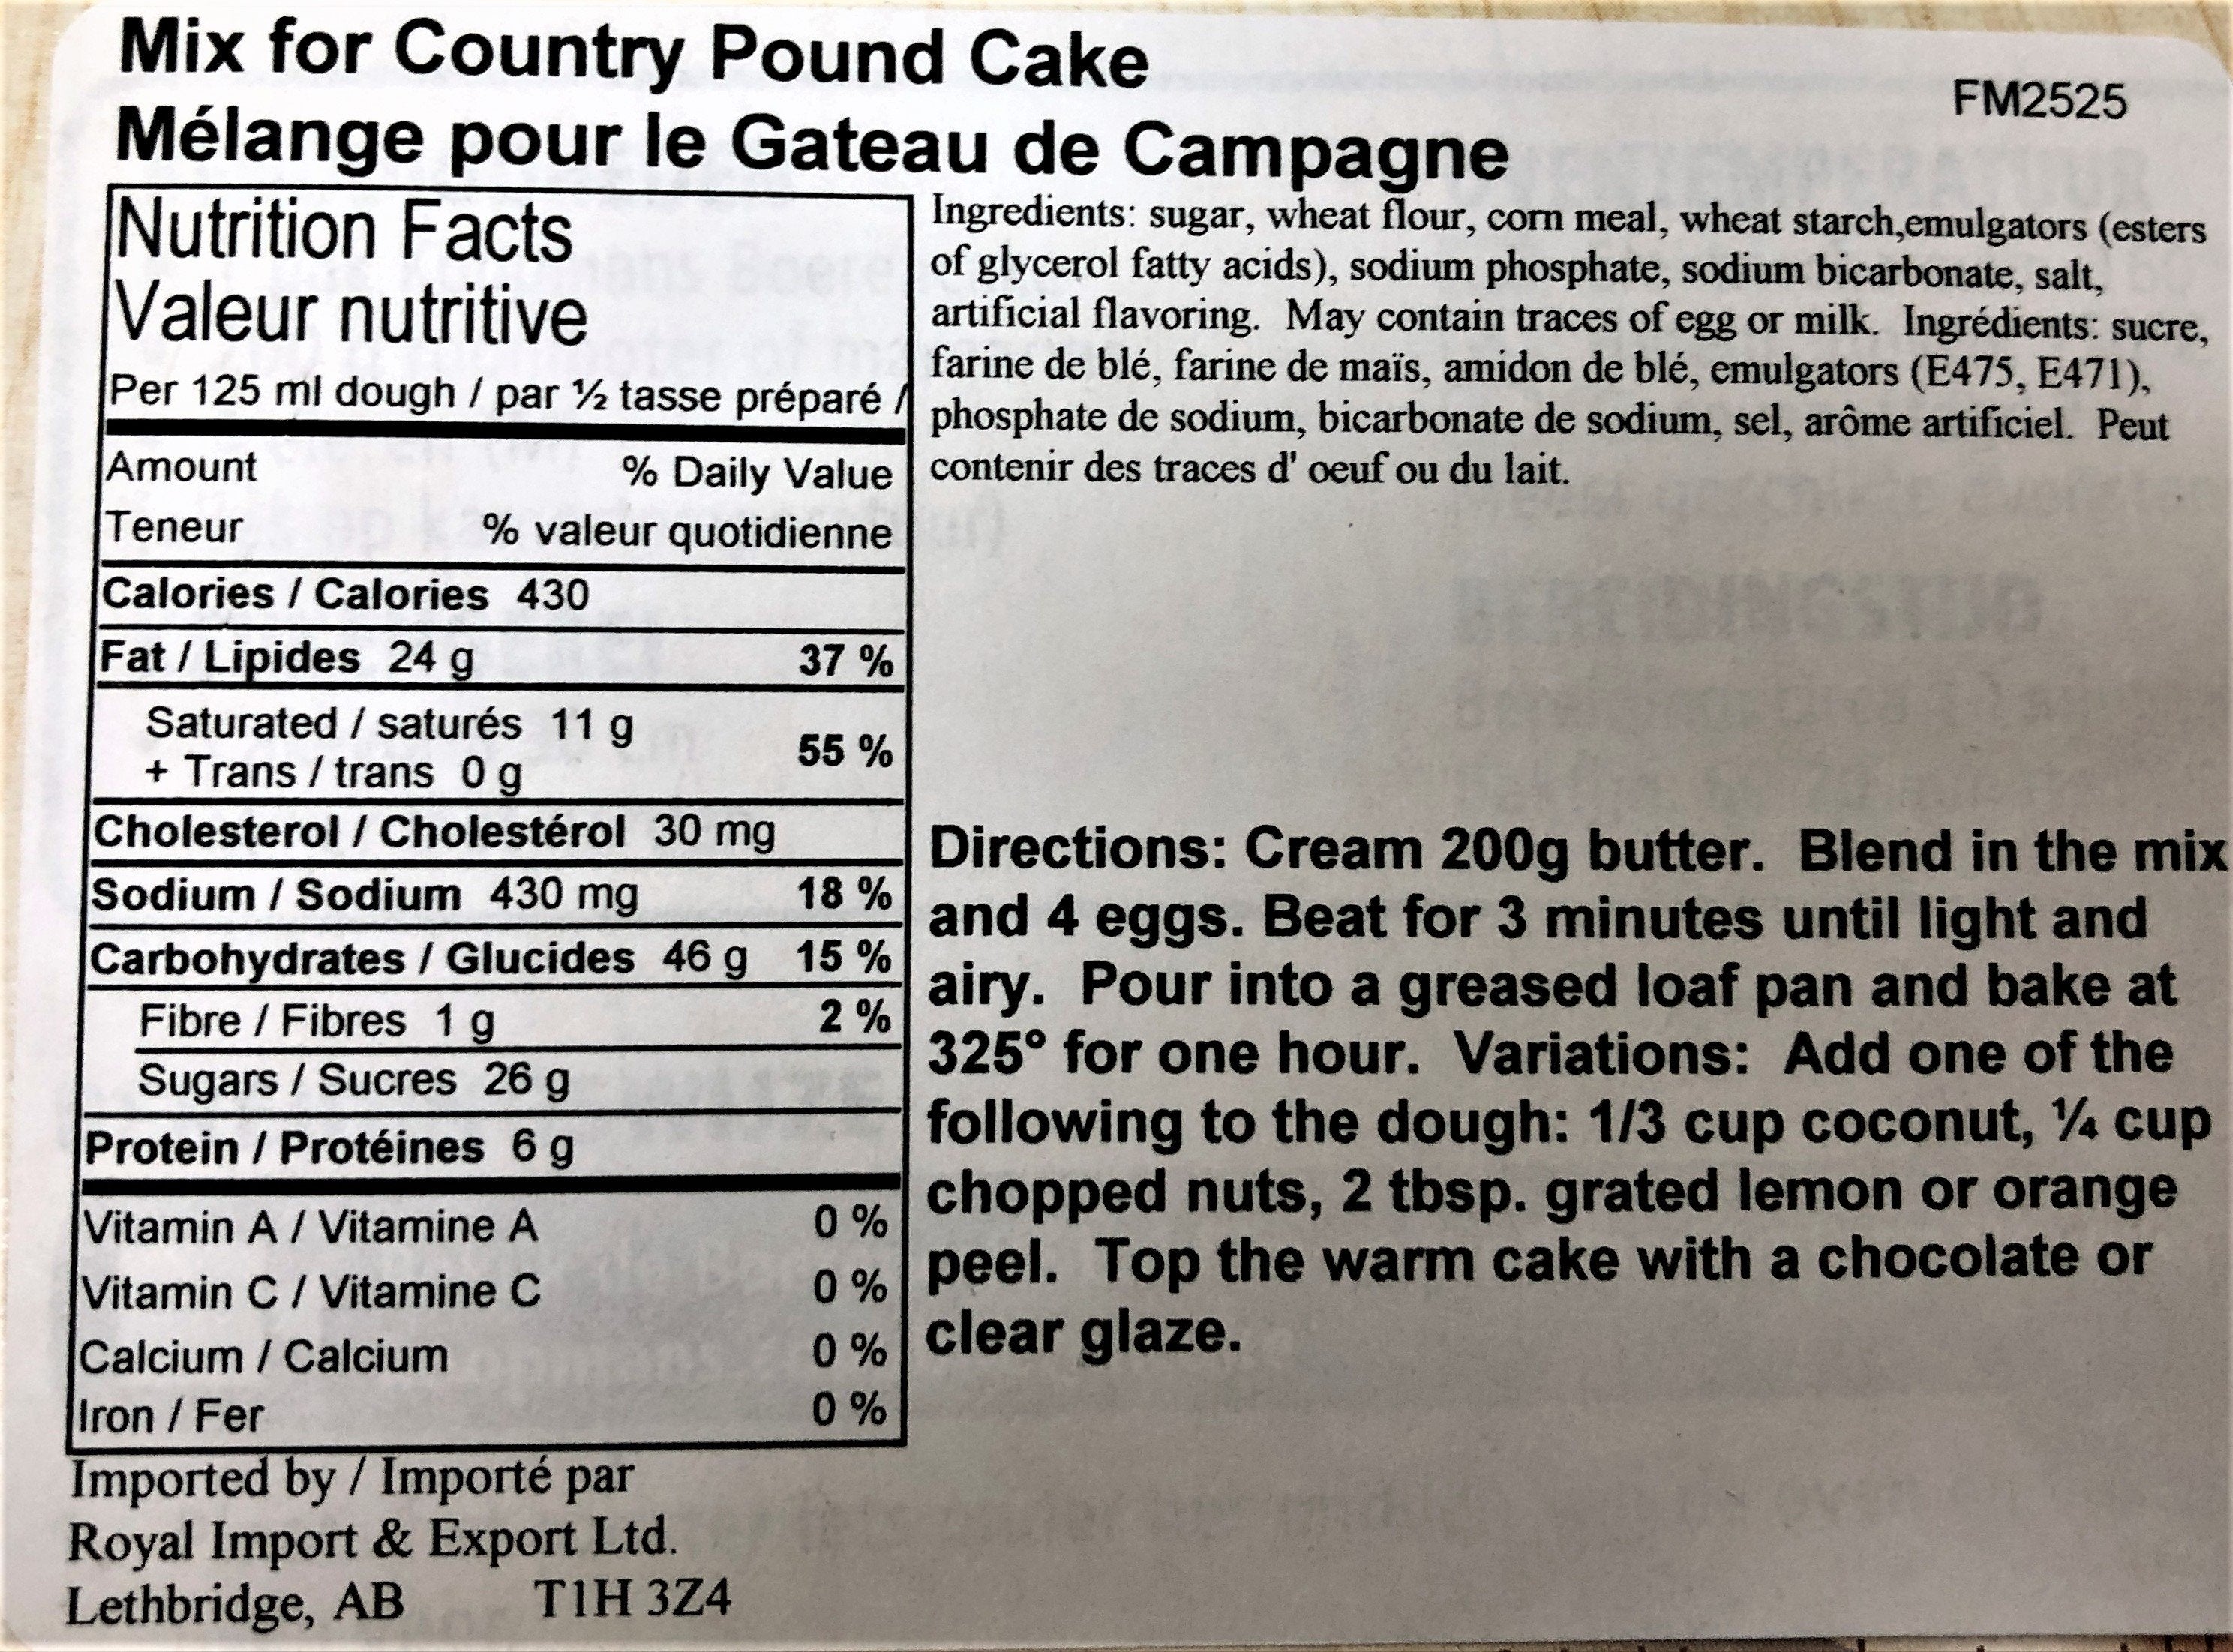 Mix for Country Pound Cake
FM2525
Mélange pour le Gateau de Campagne
Nutrition Facts
Valeur nutritive
Per 125 ml dough / par ½ tasse préparé /
Amount % Daily Value
Teneur % valeur quotidienne
Calories / Calories 430
Fat / Lipides 24 g 37 %
Saturated / saturés 11 g
+ Trans / trans 0 g
55 %
Cholesterol / Cholestérol 30 mg
Sodium / Sodium 430 mg 18 %
Carbohydrates / Glucides 46 g 15 %
Fibre / Fibres 1 g 2 %
Sugars / Sucres 26 g
Protein / Protéines 6 g
Vitamin A / Vitamine A 0 %
Vitamin C / Vitamine C 0 %
Calcium / Calcium 0 %
Iron / Fer 0 %
Imported by / Importé par
Royal Import & Export Ltd.
Lethbridge, AB T1H 3Z4
Ingredients: sugar, wheat flour, corn meal, wheat starch,emulgators (esters
of glycerol fatty acids), sodium phosphate, sodium bicarbonate, salt,
artificial flavoring. May contain traces of egg or milk. Ingrédients: sucre,
farine de blé, farine de maïs, amidon de blé, emulgators (E475, E471),
phosphate de sodium, bicarbonate de sodium, sel, arôme artificiel. Peut
contenir des traces d' oeuf ou du lait.
Directions: Cream 200g butter. Blend in the mix
and 4 eggs. Beat for 3 minutes until light and
airy. Pour into a greased loaf pan and bake at
325° for one hour. Variations: Add one of the
following to the dough: 1/3 cup coconut, ¼ cup
chopped nuts, 2 tbsp. grated lemon or orange
peel. Top the warm cake with a chocolate or
clear glaze.